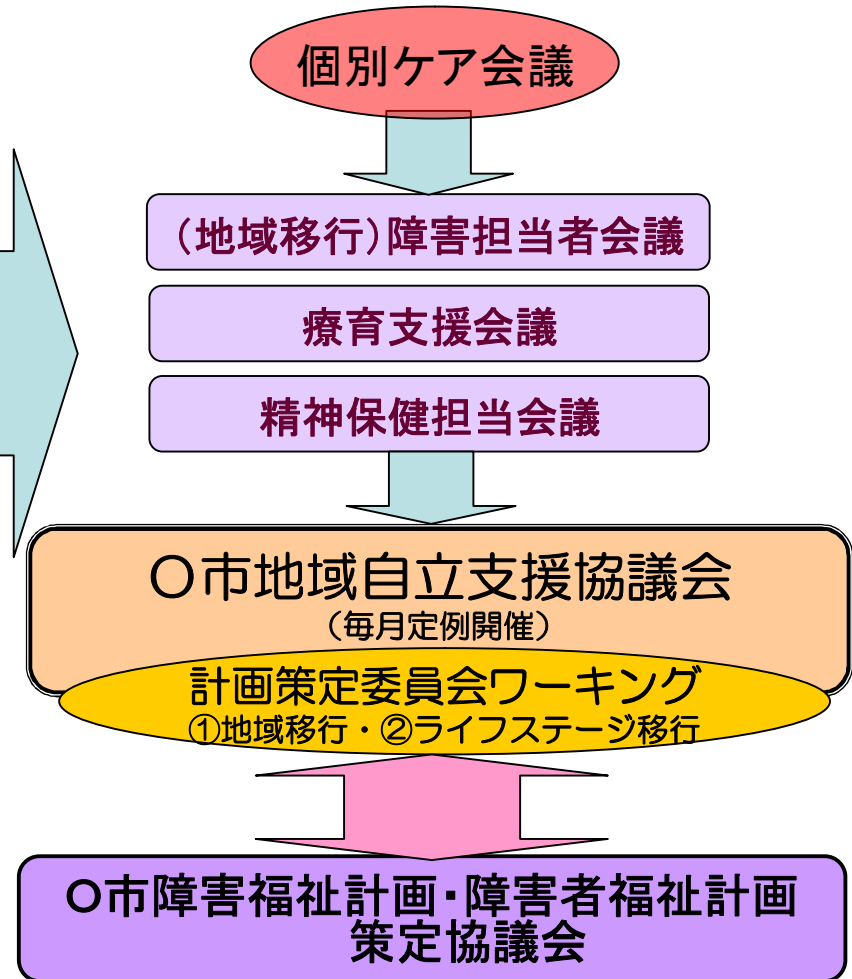 個別ケア会議
（地域移行）障害担当者会議
療育支援会議
精神保健担当会議
〇市地域自立支援協議会
（毎月定例開催）
計画策定委員会ワーキング
①地域移行・②ライフステージ移行
〇市障害福祉計画・障害者福祉計画
策定協議会